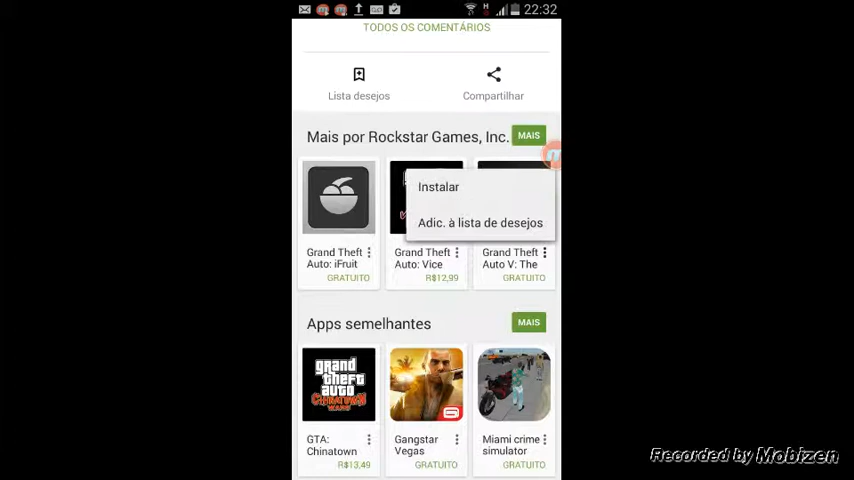 22:32
TODOS OS COMENTÁRIOS
Lista desejos
Compartilhar
Mais por Rockstar Games, Inc.
MAIS
Instalar
Adic. à lista de desejos
Grand Theft
Auto: iFruit
GRATUITO
Grand Theft
Auto: Vice
R$12,99
Grand Theft
Auto V: The
GRATUITO
Apps semelhantes
MAIS
grand
theft
auto
CHINATOWN
WARS
GTA:
Chinatown
R$13,49
Gangstar
Vegas
GRATUITO
Miami crime
simulator
GRATUITO
Recorded by Mobizen